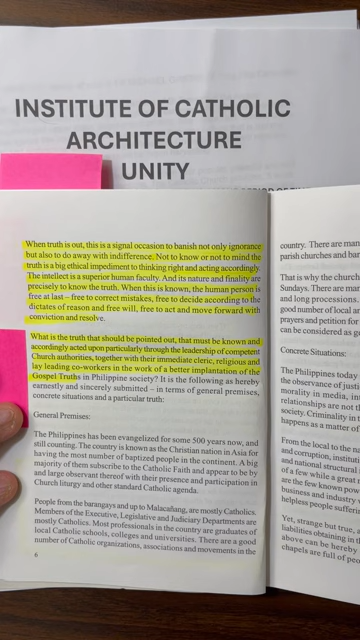 INSTITUTE OF CATHOLIC
ARCHITECTURE
UNITY
When truth is out, this is a signal occasion to banish not only ignorance
but also to do away with indifference. Not to know or not to mind the
truth is a big ethical impediment to thinking right and acting accordingly.
The intellect is a superior human faculty. And its nature and finality are
precisely to know the truth. When this is known, the human person is
free at last – free to correct mistakes, free to decide according to the
dictates of reason and free will, free to act and move forward with
conviction and resolve.
What is the truth that should be pointed out, that must be known and
accordingly acted upon particularly through the leadership of competent
Church authorities, together with their immediate cleric, religious and
lay leading co-workers in the work of a better implantation of the
Gospel Truths in Philippine society? It is the following as hereby
earnestly and sincerely submitted – in terms of general premises,
concrete situations and a particular truth:
General Premises:
The Philippines has been evangelized for some 500 years now, and
still counting. The country is known as the Christian nation in Asia for
having the most number of baptized people in the continent. A big
majority of them subscribe to the Catholic Faith and appear to be by
and large observant thereof with their presence and participation in
Church liturgy and other standard Catholic agenda.
People from the barangays and up to Malacañang, are mostly Catholics.
Members of the Executive, Legislative and Judiciary Departments are
mostly Catholics. Most professionals in the country are graduates of
local Catholic schools, colleges and universities. There are a good
number of Catholic organizations, associations and movements in the
6
country. There are
parish churches and
That is why the church
Sundays. There are
and long processions.
good number of local
prayers and petition for
can be considered as
Concrete Situations:
The Philippines today
the observance of
morality in media,
relationships are not
society. Criminality in
happens as a matter of
From the local to the
and corruption,
and national structural
of a few while a great
are the few known
business and industry
helpless people
Yet, strange but true,
liabilities obtaining in
above can be hereby
chapels are full of